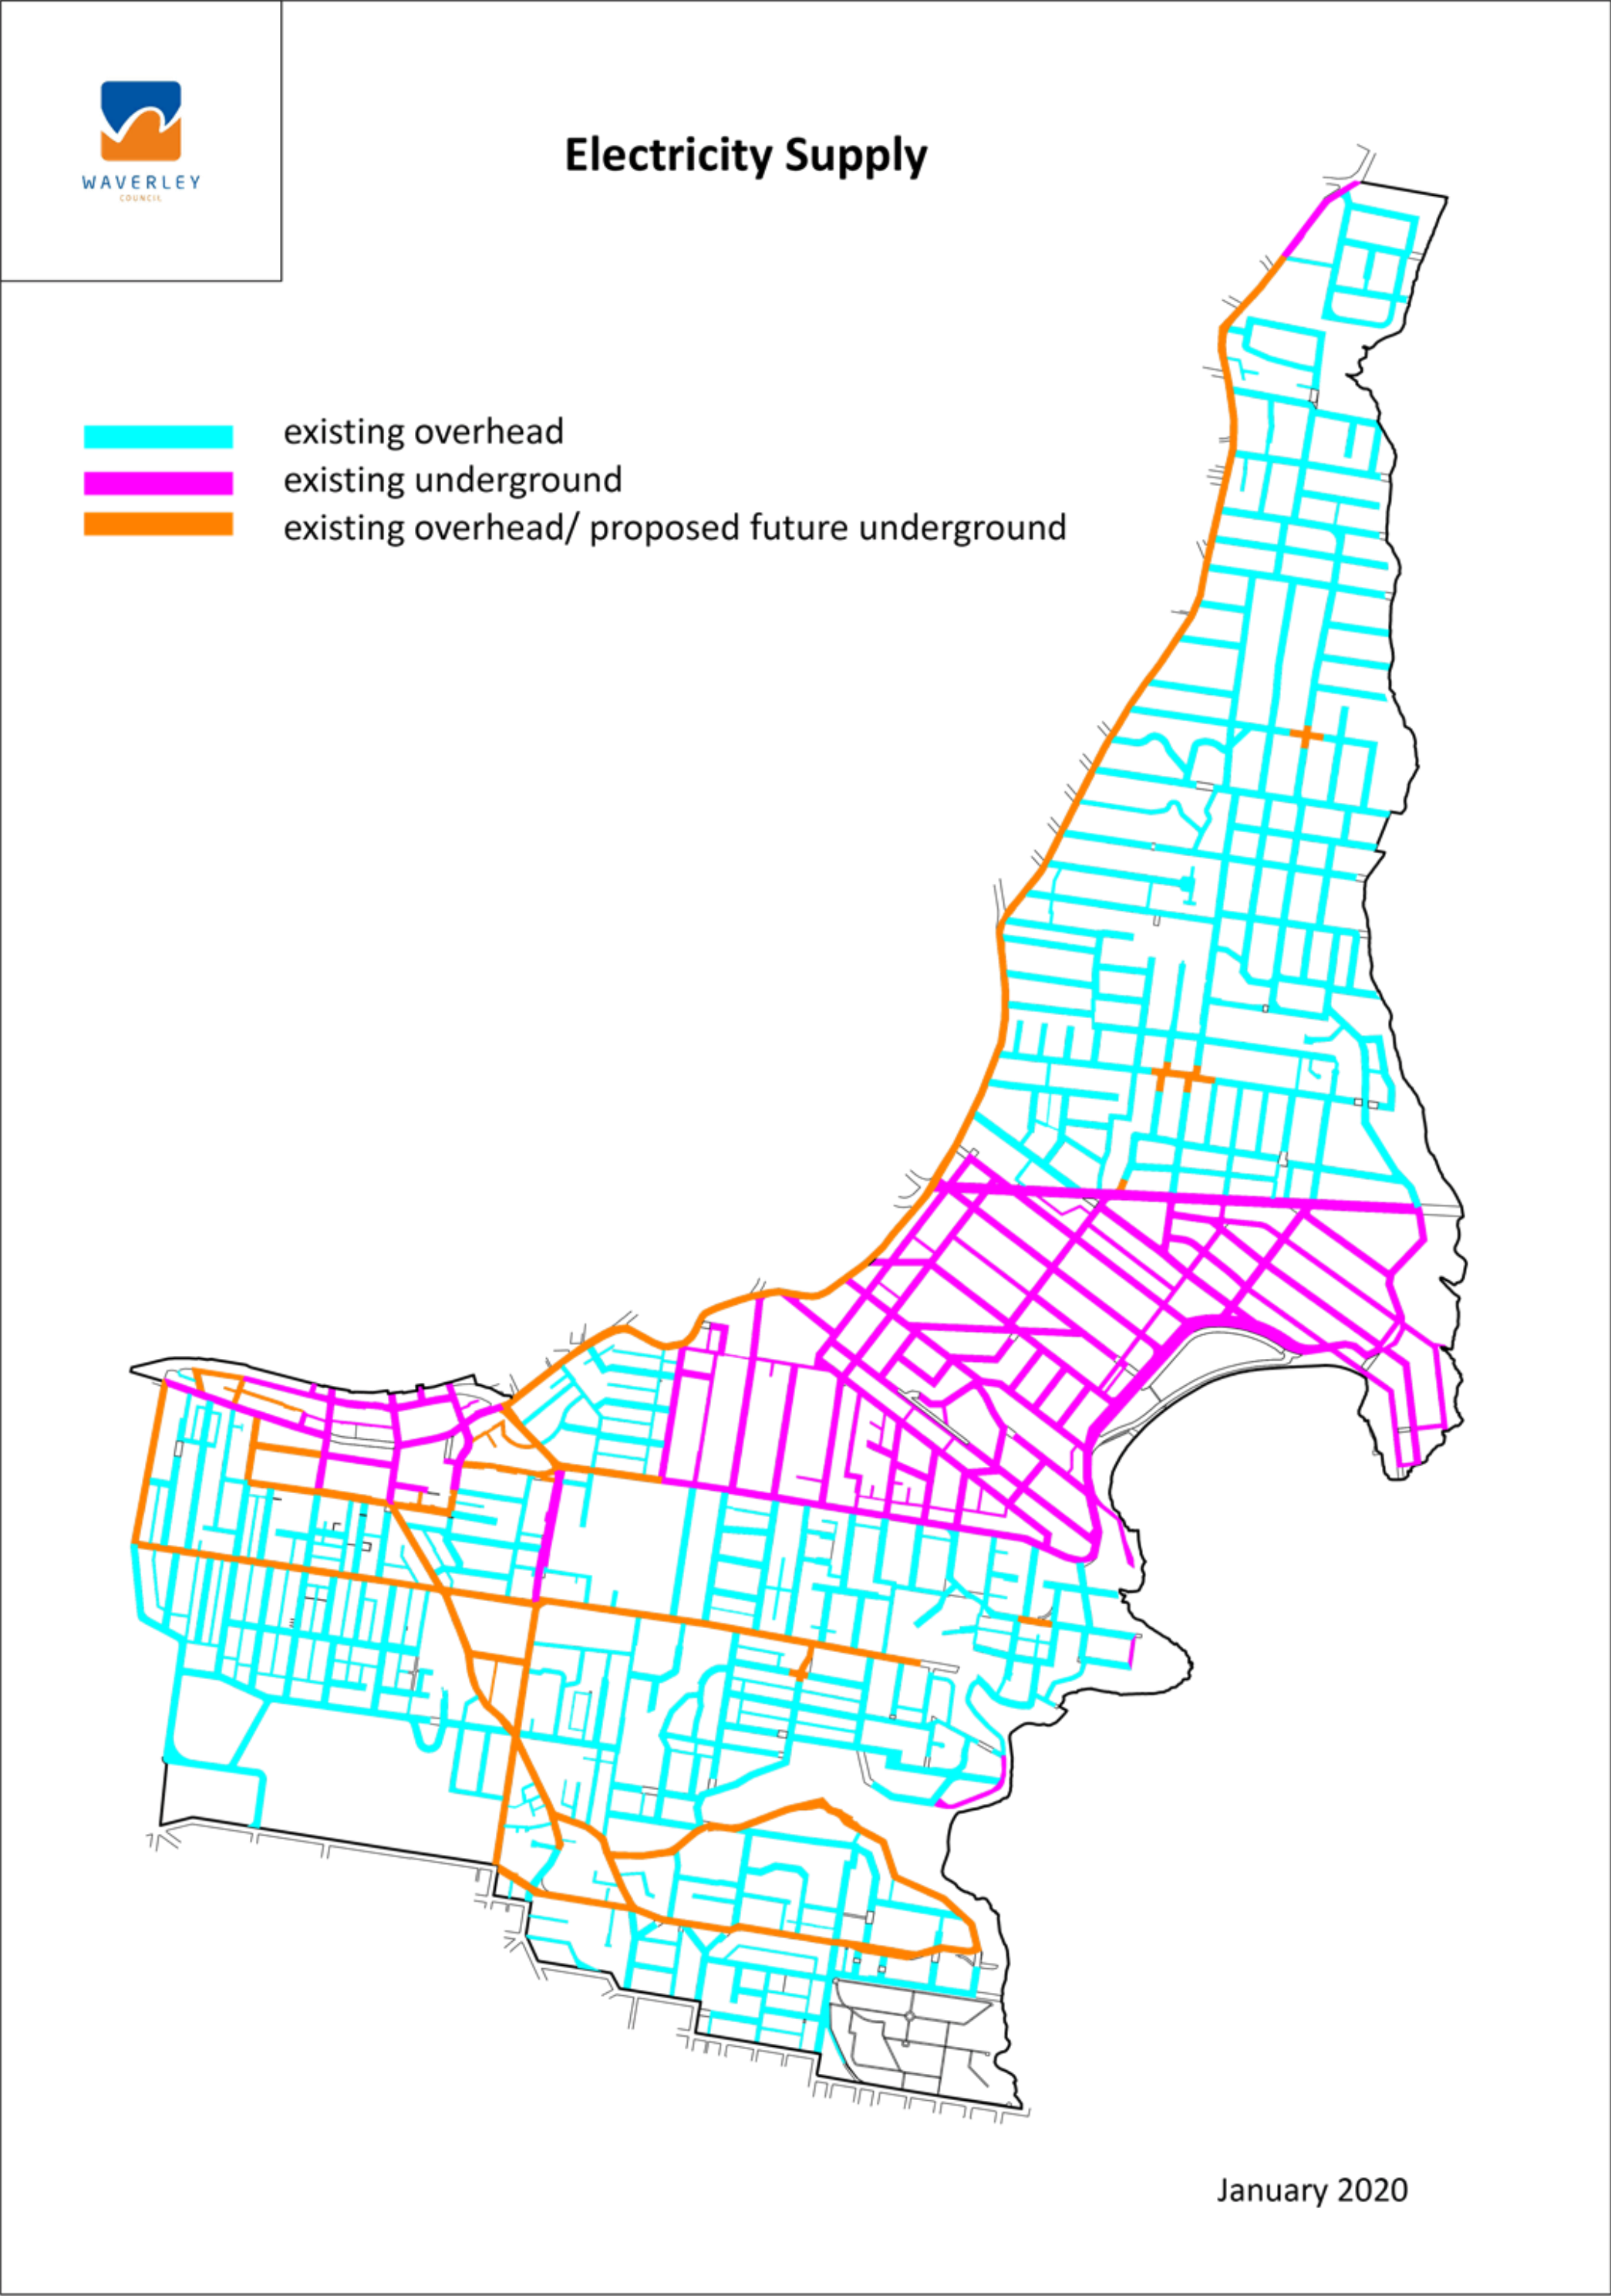 WAVERLEY
COUNCIL
Electricity Supply
existing overhead
existing underground
existing overhead/ proposed future underground
January 2020